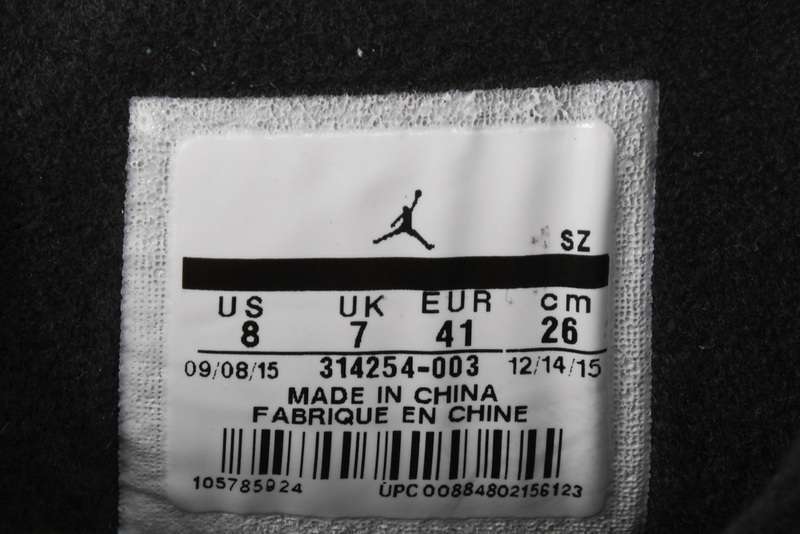 SZ
US UK EUR cm
8 7 41 26
09/08/15 314254-003 12/14/15
MADE IN CHINA
FABRIQUE EN CHINE
105785924 UPC 00884802156123